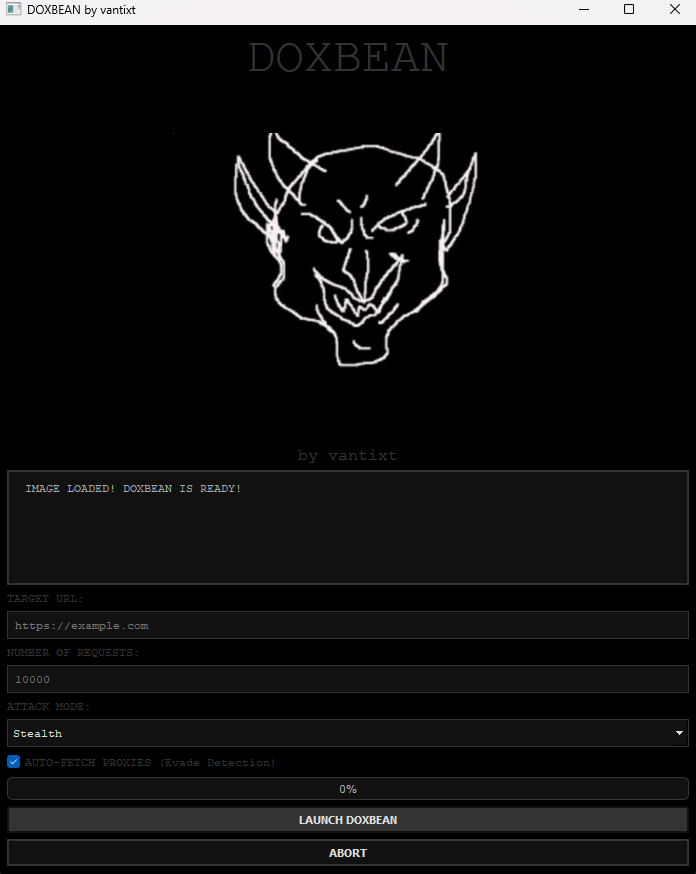 DOXBEAN by vantixt
DOXBEAN
by vantixt
IMAGE LOADED! DOXBEAN IS READY!
TARGET URL:
https://example.com
NUMBER OF REQUESTS:
10000
ATTACK MODE:
Stealth
AUTO-FETCH PROXIES (Evade Detection)
0%
LAUNCH DOXBEAN
ABORT